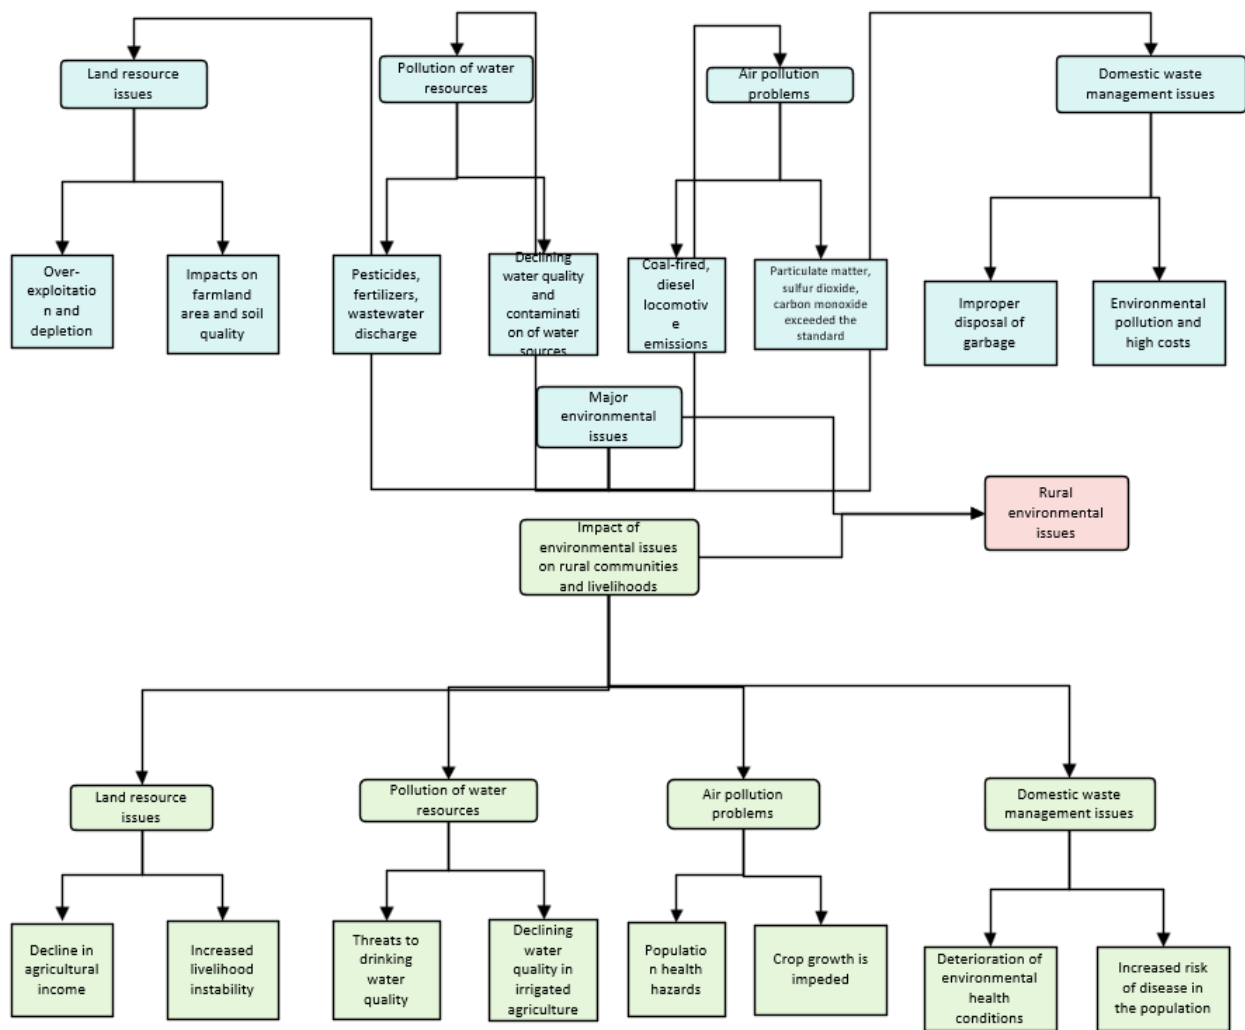 Land resource
issues
Pollution of water
resources
Air pollution
problems
Domestic waste
management issues
Over-
exploitatio
n and
depletion
Impacts on
farmland
area and soil
quality
Pesticides,
fertilizers,
wastewater
discharge
Declining
water quality
and
contaminati
on of water
sources
Coal-fired,
diesel
locomotiv
e
emissions
Particulate matter,
sulfur dioxide,
carbon monoxide
exceeded the
standard
Improper
disposal of
garbage
Environmental
pollution and
high costs
Major
environmental
issues
Rural
environmental
issues
Impact of
environmental issues
on rural communities
and livelihoods
Land resource
issues
Pollution of water
resources
Air pollution
problems
Domestic waste
management issues
Decline in
agricultural
income
Increased
livelihood
instability
Threats to
drinking
water
quality
Declining
water
quality in
irrigated
agriculture
Populatio
n health
hazards
Crop growth is
impeded
Deterioration of
environmental
health
conditions
Increased risk
of disease in
the population